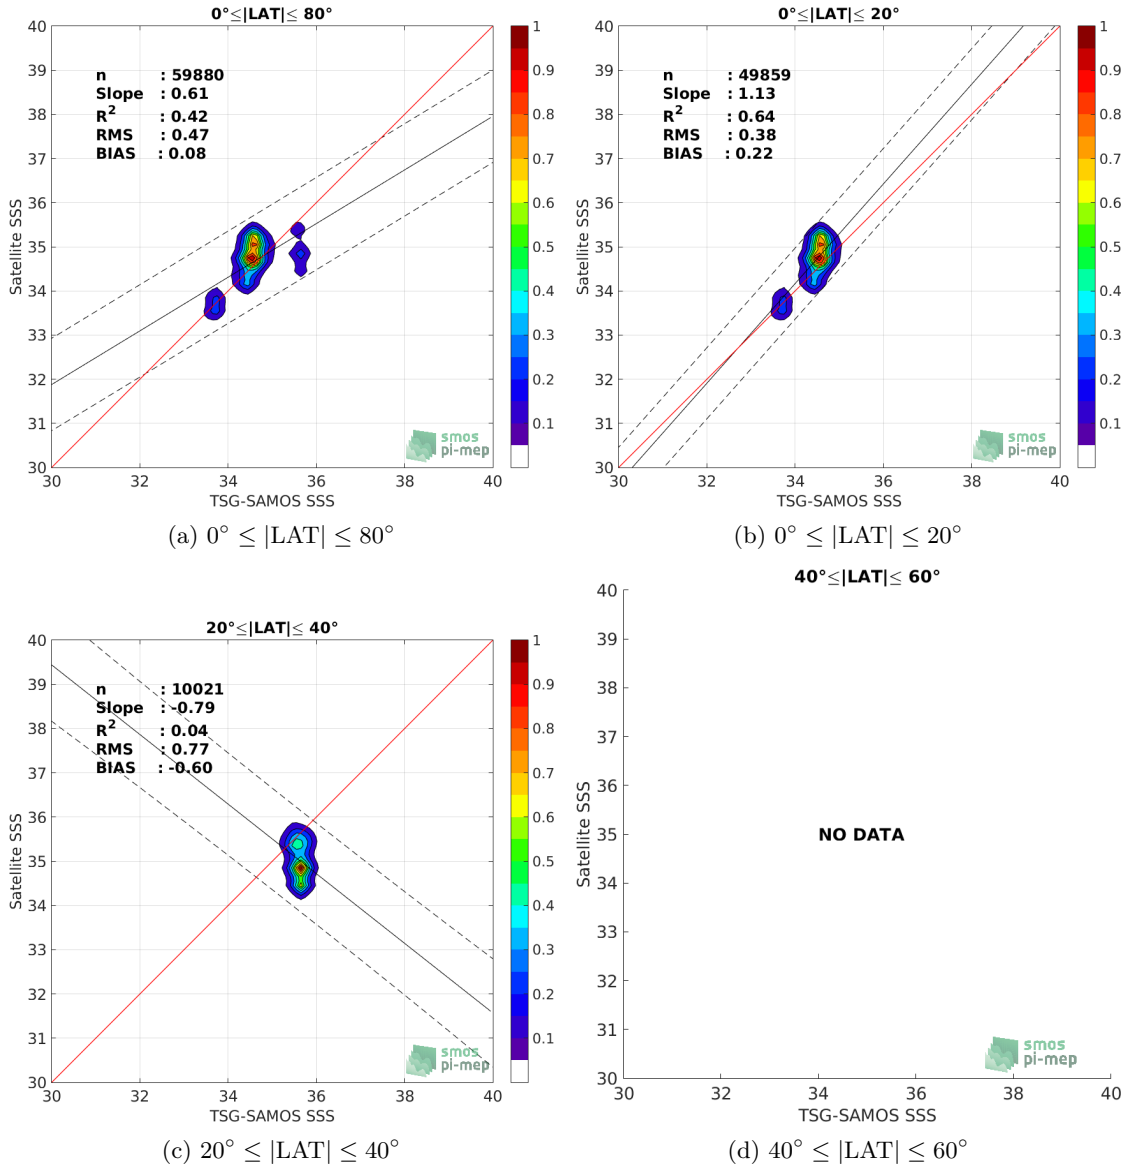 0°≤|LAT|≤ 80°
40
39
38
37
36
35
34
33
32
31
30
Satellite SSS
n : 59880
Slope : 0.61
R² : 0.42
RMS : 0.47
BIAS : 0.08
smos
pi-mep
30 32 34 36 38 40
TSG-SAMOS SSS
1
0.9
0.8
0.7
0.6
0.5
0.4
0.3
0.2
0.1
(a) 0° ≤ |LAT| ≤ 80°
0°≤|LAT|≤ 20°
40
39
38
37
36
35
34
33
32
31
30
Satellite SSS
n : 49859
Slope : 1.13
R² : 0.64
RMS : 0.38
BIAS : 0.22
smos
pi-mep
30 32 34 36 38 40
TSG-SAMOS SSS
1
0.9
0.8
0.7
0.6
0.5
0.4
0.3
0.2
0.1
(b) 0° ≤ |LAT| ≤ 20°
20°≤|LAT|≤ 40°
40
39
38
37
36
35
34
33
32
31
30
Satellite SSS
n : 10021
Slope : -0.79
R² : 0.04
RMS : 0.77
BIAS : -0.60
smos
pi-mep
30 32 34 36 38 40
TSG-SAMOS SSS
1
0.9
0.8
0.7
0.6
0.5
0.4
0.3
0.2
0.1
(c) 20° ≤ |LAT| ≤ 40°
40°≤|LAT|≤ 60°
40
39
38
37
36
35
34
33
32
31
30
Satellite SSS
NO DATA
smos
pi-mep
30 32 34 36 38 40
TSG-SAMOS SSS
(d) 40° ≤ |LAT| ≤ 60°